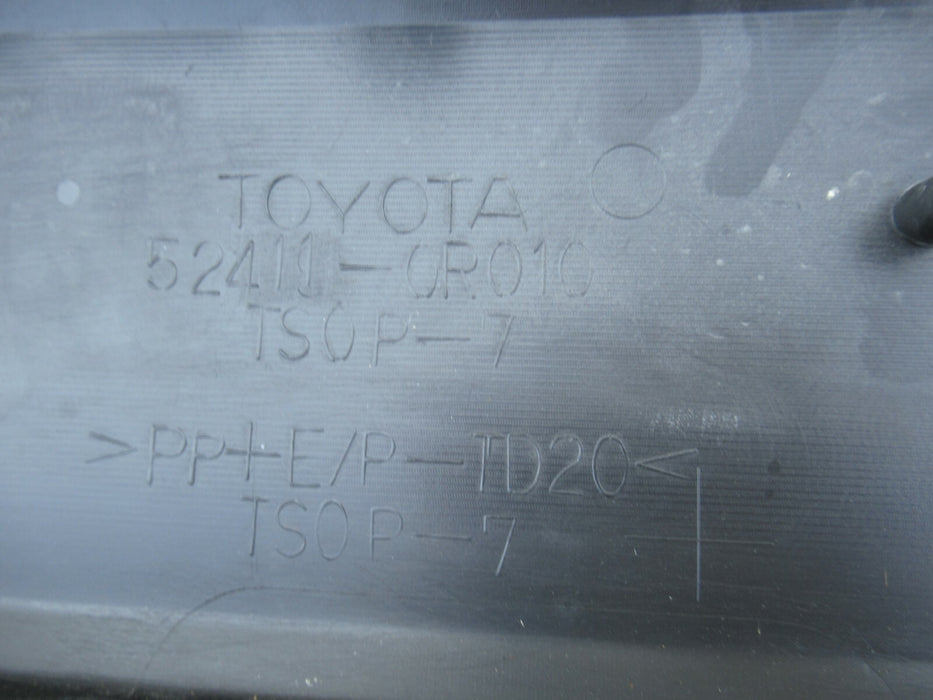 TOYOTA
52411-0R010
TSOP-7
>PP+E/P-TD20<
TSOP-7